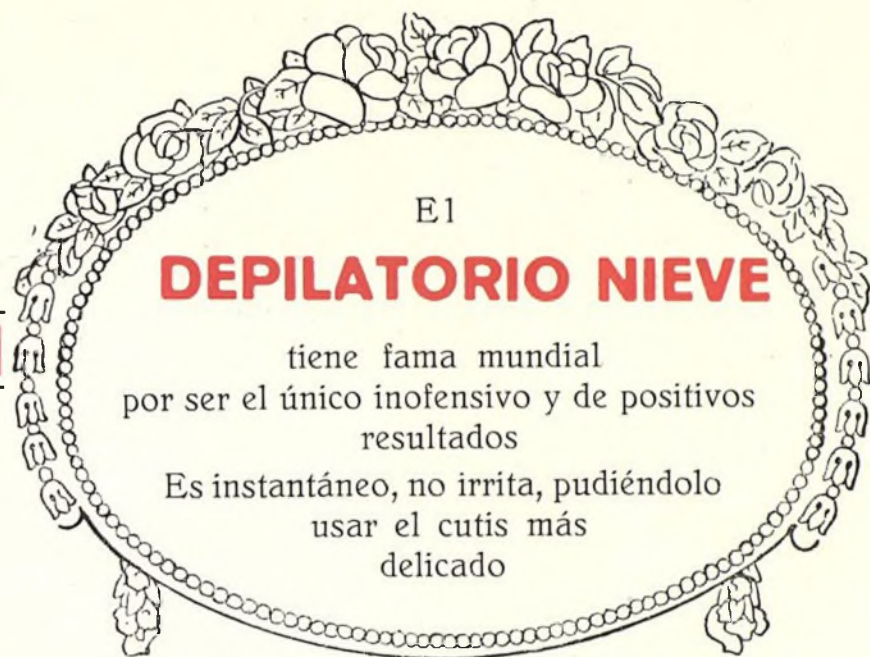 El
DEPILATORIO NIEVE
tiene fama mundial
por ser el único inofensivo y de positivos
resultados
Es instantáneo, no irrita, pudiéndolo
usar el cutis más
delicado